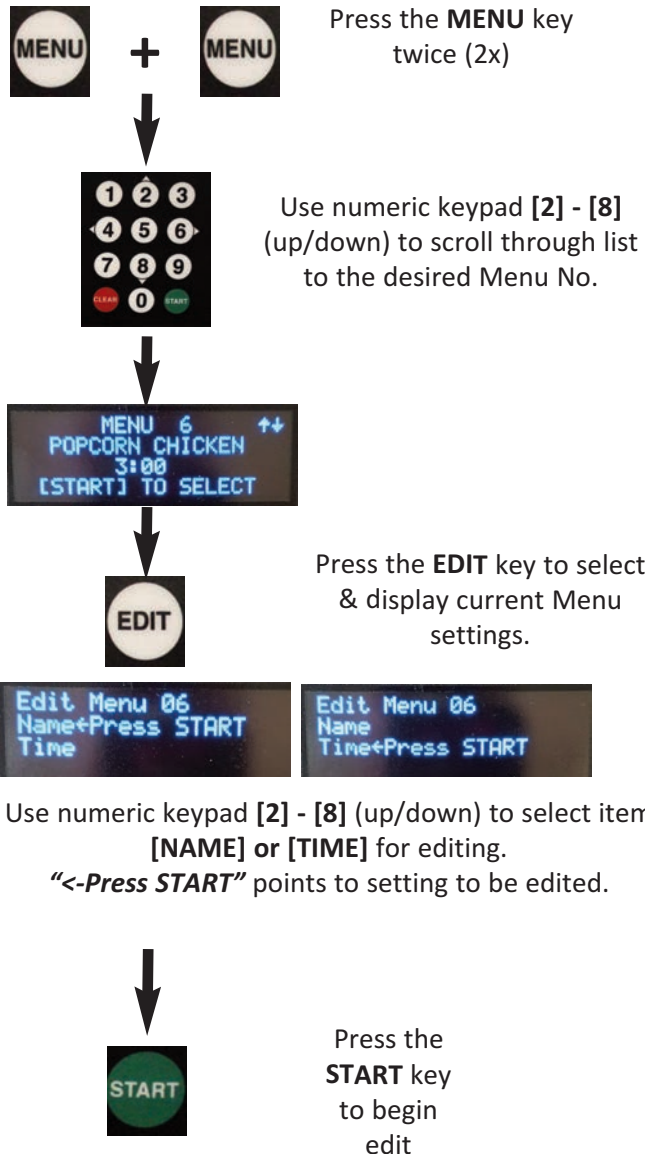 MENU + MENU
Press the MENU key
twice (2x)
1 2 3
4 5 6
7 8 9
CLEAR 0 START
Use numeric keypad [2] - [8]
(up/down) to scroll through list
to the desired Menu No.
MENU 6 ↑↓
POPCORN CHICKEN
3:00
[START] TO SELECT
EDIT
Press the EDIT key to select
& display current Menu
settings.
Edit Menu 06
Name←Press START
Time
Edit Menu 06
Name
Time←Press START
Use numeric keypad [2] - [8] (up/down) to select item
[NAME] or [TIME] for editing.
“<-Press START” points to setting to be edited.
START
Press the
START key
to begin
edit